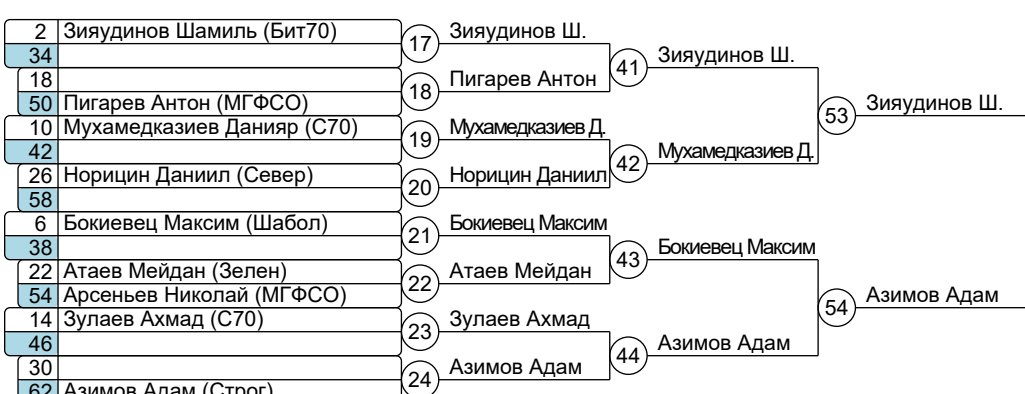 2 Зияудинов Шамиль (Бит70)
34
18
50 Пигарев Антон (МГФСО)
10 Мухамедказиев Данияр (С70)
42
26 Норицин Даниил (Север)
58
6 Бокиевец Максим (Шабол)
38
22 Атаев Мейдан (Зелен)
54 Арсеньев Николай (МГФСО)
14 Зулаев Ахмад (С70)
46
30
62 Азимов Адам (Строг)
17 Зияудинов Ш.
18 Пигарев Антон
19 Мухамедказиев Д.
20 Норицин Даниил
21 Бокиевец Максим
22 Атаев Мейдан
23 Зулаев Ахмад
24 Азимов Адам
41 Зияудинов Ш.
42 Мухамедказиев Д.
43 Бокиевец Максим
44 Азимов Адам
53 Зияудинов Ш.
54 Азимов Адам